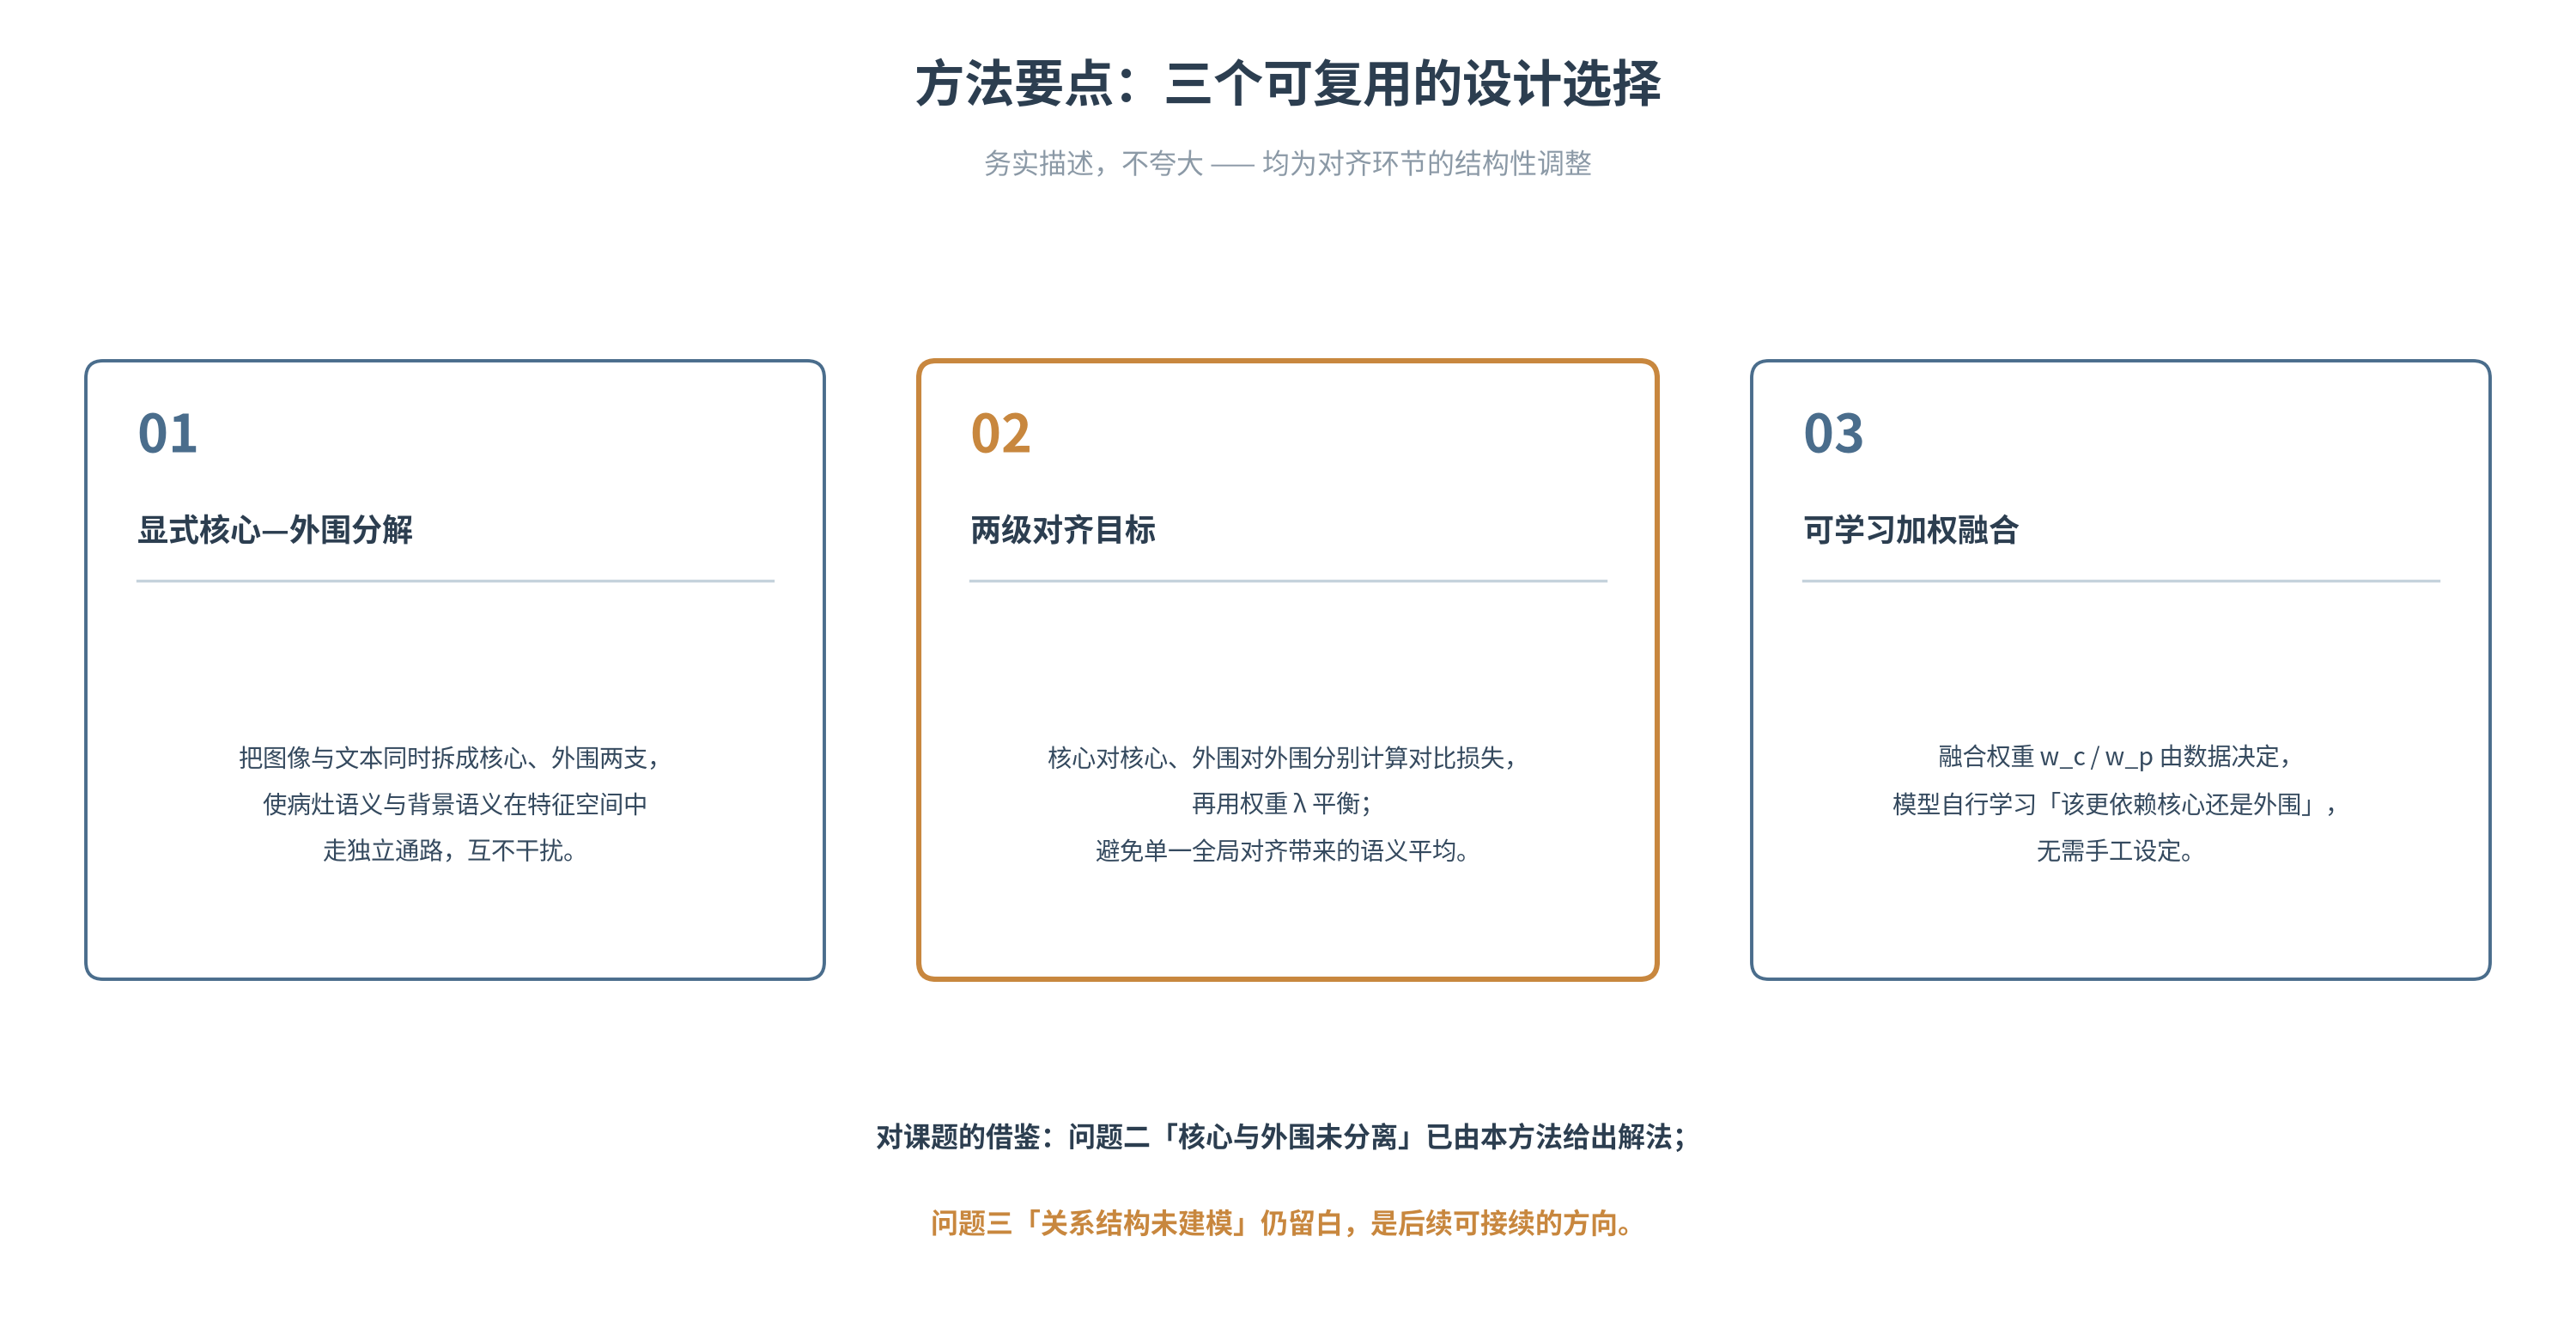 方法要点：三个可复用的设计选择
务实描述，不夸大 —— 均为对齐环节的结构性调整
01
显式核心—外围分解
把图像与文本同时拆成核心、外围两支，
使病灶语义与背景语义在特征空间中
走独立通路，互不干扰。
02
两级对齐目标
核心对核心、外围对外围分别计算对比损失，
再用权重 λ 平衡；
避免单一全局对齐带来的语义平均。
03
可学习加权融合
融合权重 w_c / w_p 由数据决定，
模型自行学习「该更依赖核心还是外围」，
无需手工设定。
对课题的借鉴：问题二「核心与外围未分离」已由本方法给出解法；
问题三「关系结构未建模」仍留白，是后续可接续的方向。